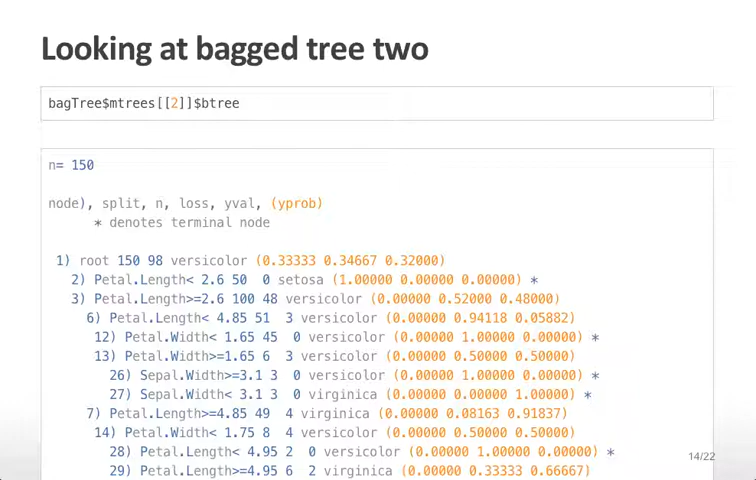 Looking at bagged tree two
bagTree$mtrees[[2]]$btree
n= 150
node), split, n, loss, yval, (yprob)
* denotes terminal node
1) root 150 98 versicolor (0.33333 0.34667 0.32000)
2) Petal.Length< 2.6 50  0 setosa (1.00000 0.00000 0.00000) *
3) Petal.Length>=2.6 100 48 versicolor (0.00000 0.52000 0.48000)
6) Petal.Length< 4.85 51  3 versicolor (0.00000 0.94118 0.05882)
12) Petal.Width< 1.65 45  0 versicolor (0.00000 1.00000 0.00000) *
13) Petal.Width>=1.65 6  3 versicolor (0.00000 0.50000 0.50000)
26) Sepal.Width>=3.1 3  0 versicolor (0.00000 1.00000 0.00000) *
27) Sepal.Width< 3.1 3  0 virginica (0.00000 0.00000 1.00000) *
7) Petal.Length>=4.85 49  4 virginica (0.00000 0.08163 0.91837)
14) Petal.Width< 1.75 8  4 versicolor (0.00000 0.50000 0.50000)
28) Petal.Length< 4.95 2  0 versicolor (0.00000 1.00000 0.00000) *
29) Petal.Length>=4.95 6  2 virginica (0.00000 0.33333 0.66667)
14/22